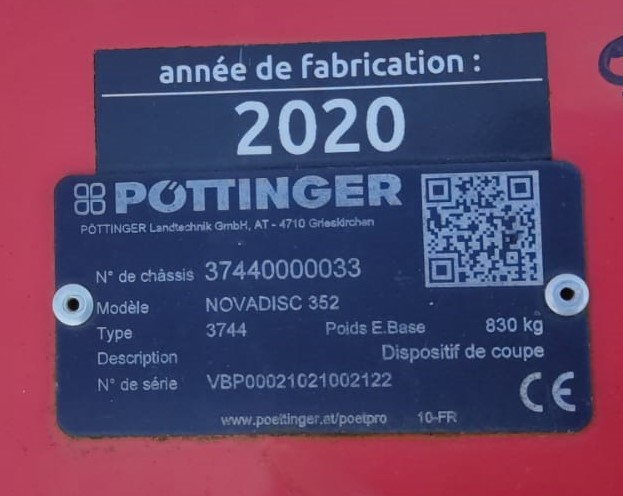 année de fabrication :
2020
PÖTTINGER
PÖTTINGER Landtechnik GmbH, AT - 4710 Grieskirchen
N° de châssis 37440000033
Modèle NOVADISC 352
Type 3744 Poids E.Base 830 kg
Description Dispositif de coupe
N° de série VBP00021021002122
CE
www.poettinger.at/poetpro 10-FR